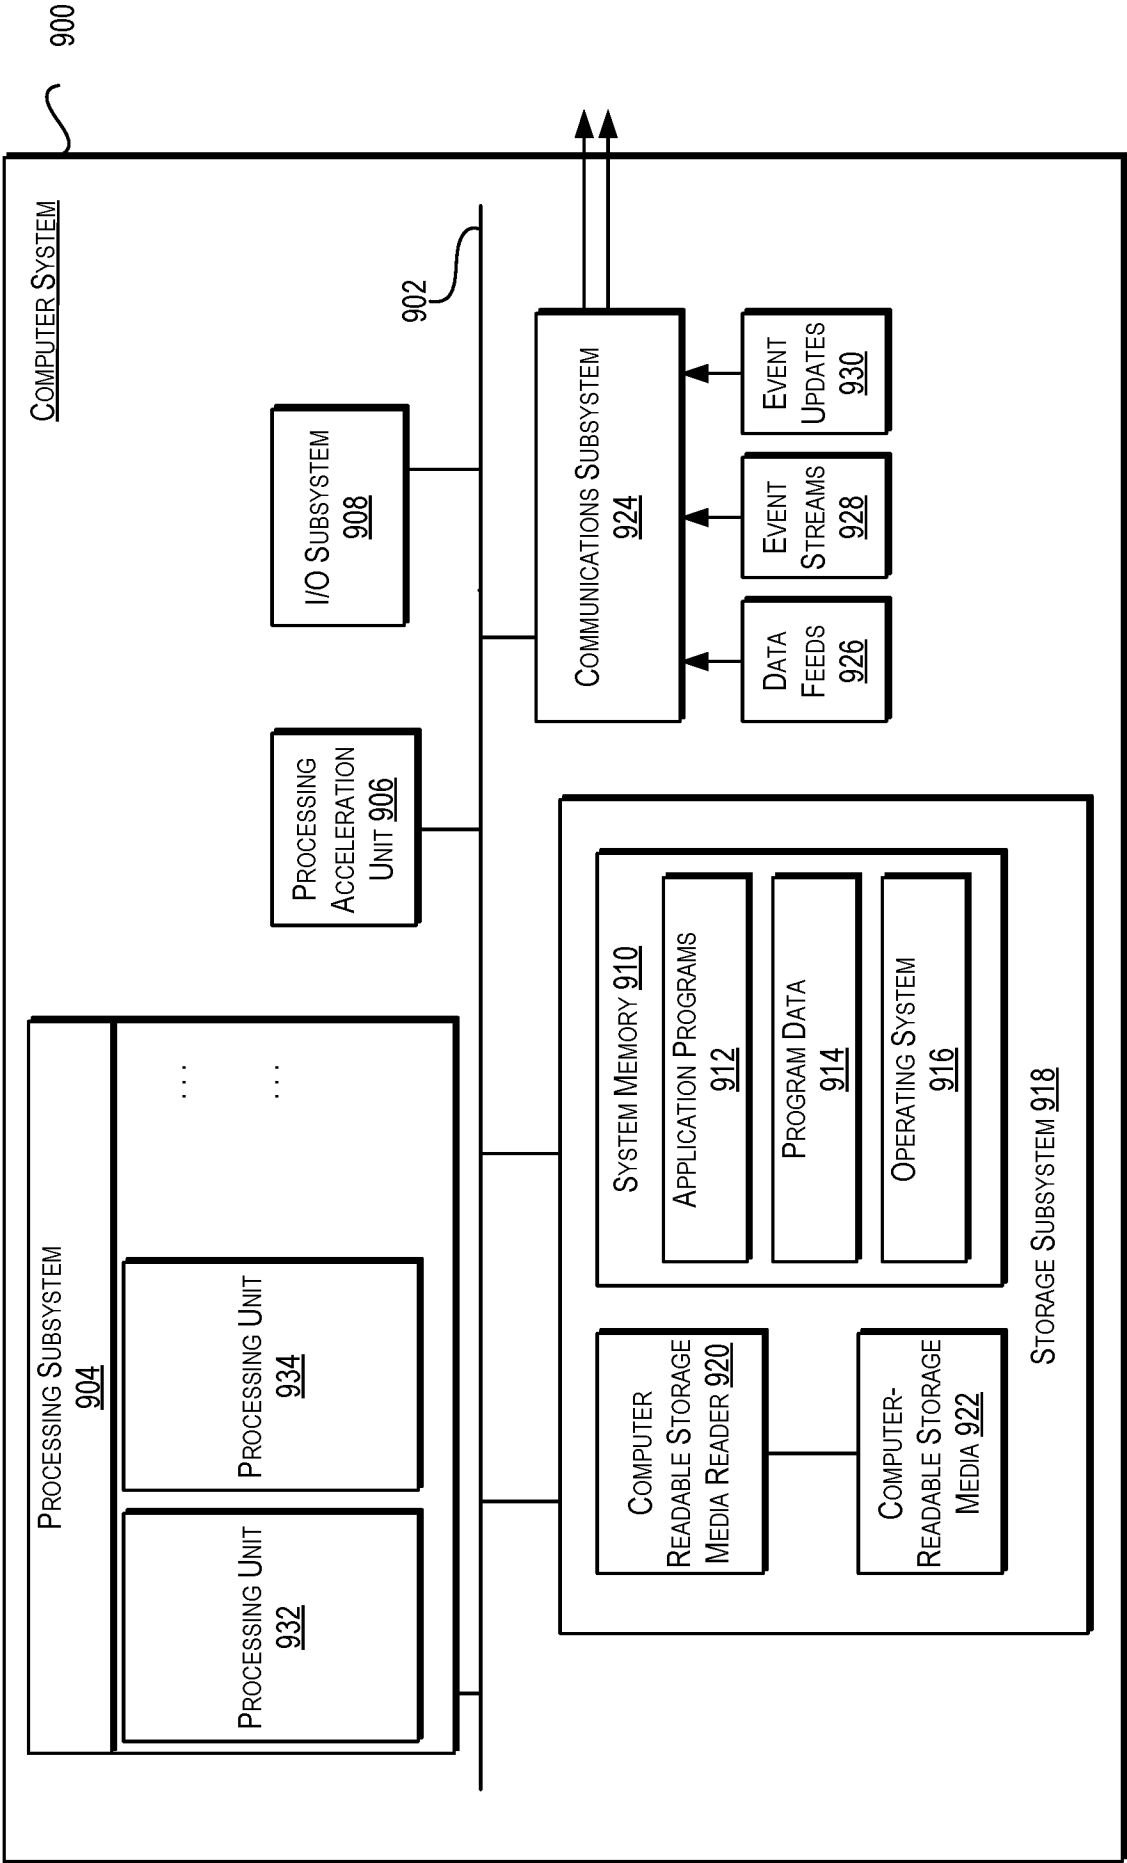 900
COMPUTER SYSTEM
PROCESSING SUBSYSTEM
904
PROCESSING UNIT
932
PROCESSING UNIT
934
...
...
PROCESSING
ACCELERATION
UNIT 906
I/O SUBSYSTEM
908
902
COMPUTER
READABLE STORAGE
MEDIA READER 920
COMPUTER-
READABLE STORAGE
MEDIA 922
SYSTEM MEMORY 910
APPLICATION PROGRAMS
912
PROGRAM DATA
914
OPERATING SYSTEM
916
STORAGE SUBSYSTEM 918
COMMUNICATIONS SUBSYSTEM
924
DATA
FEEDS
926
EVENT
STREAMS
928
EVENT
UPDATES
930